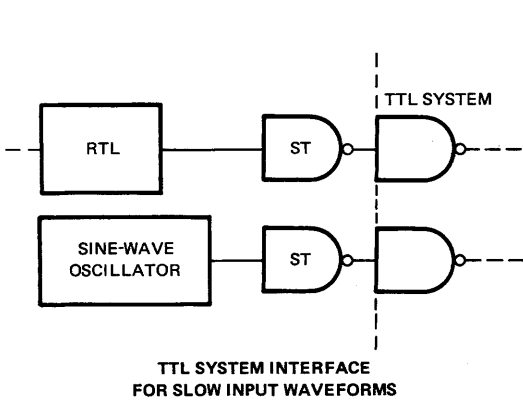 TTL SYSTEM
RTL
ST
SINE-WAVE
OSCILLATOR
ST
TTL SYSTEM INTERFACE
FOR SLOW INPUT WAVEFORMS